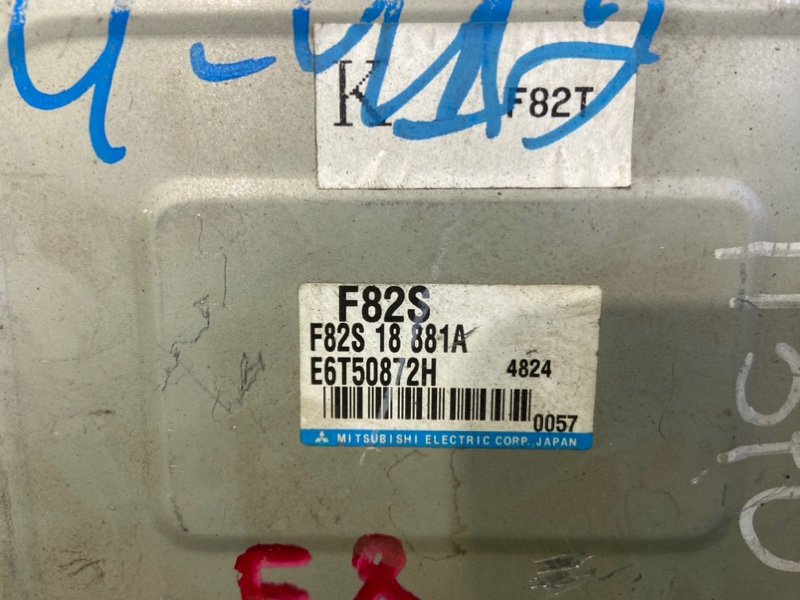 K F82T
F82S
F82S 18 881A
E6T50872H 4824
0057
MITSUBISHI ELECTRIC CORP., JAPAN